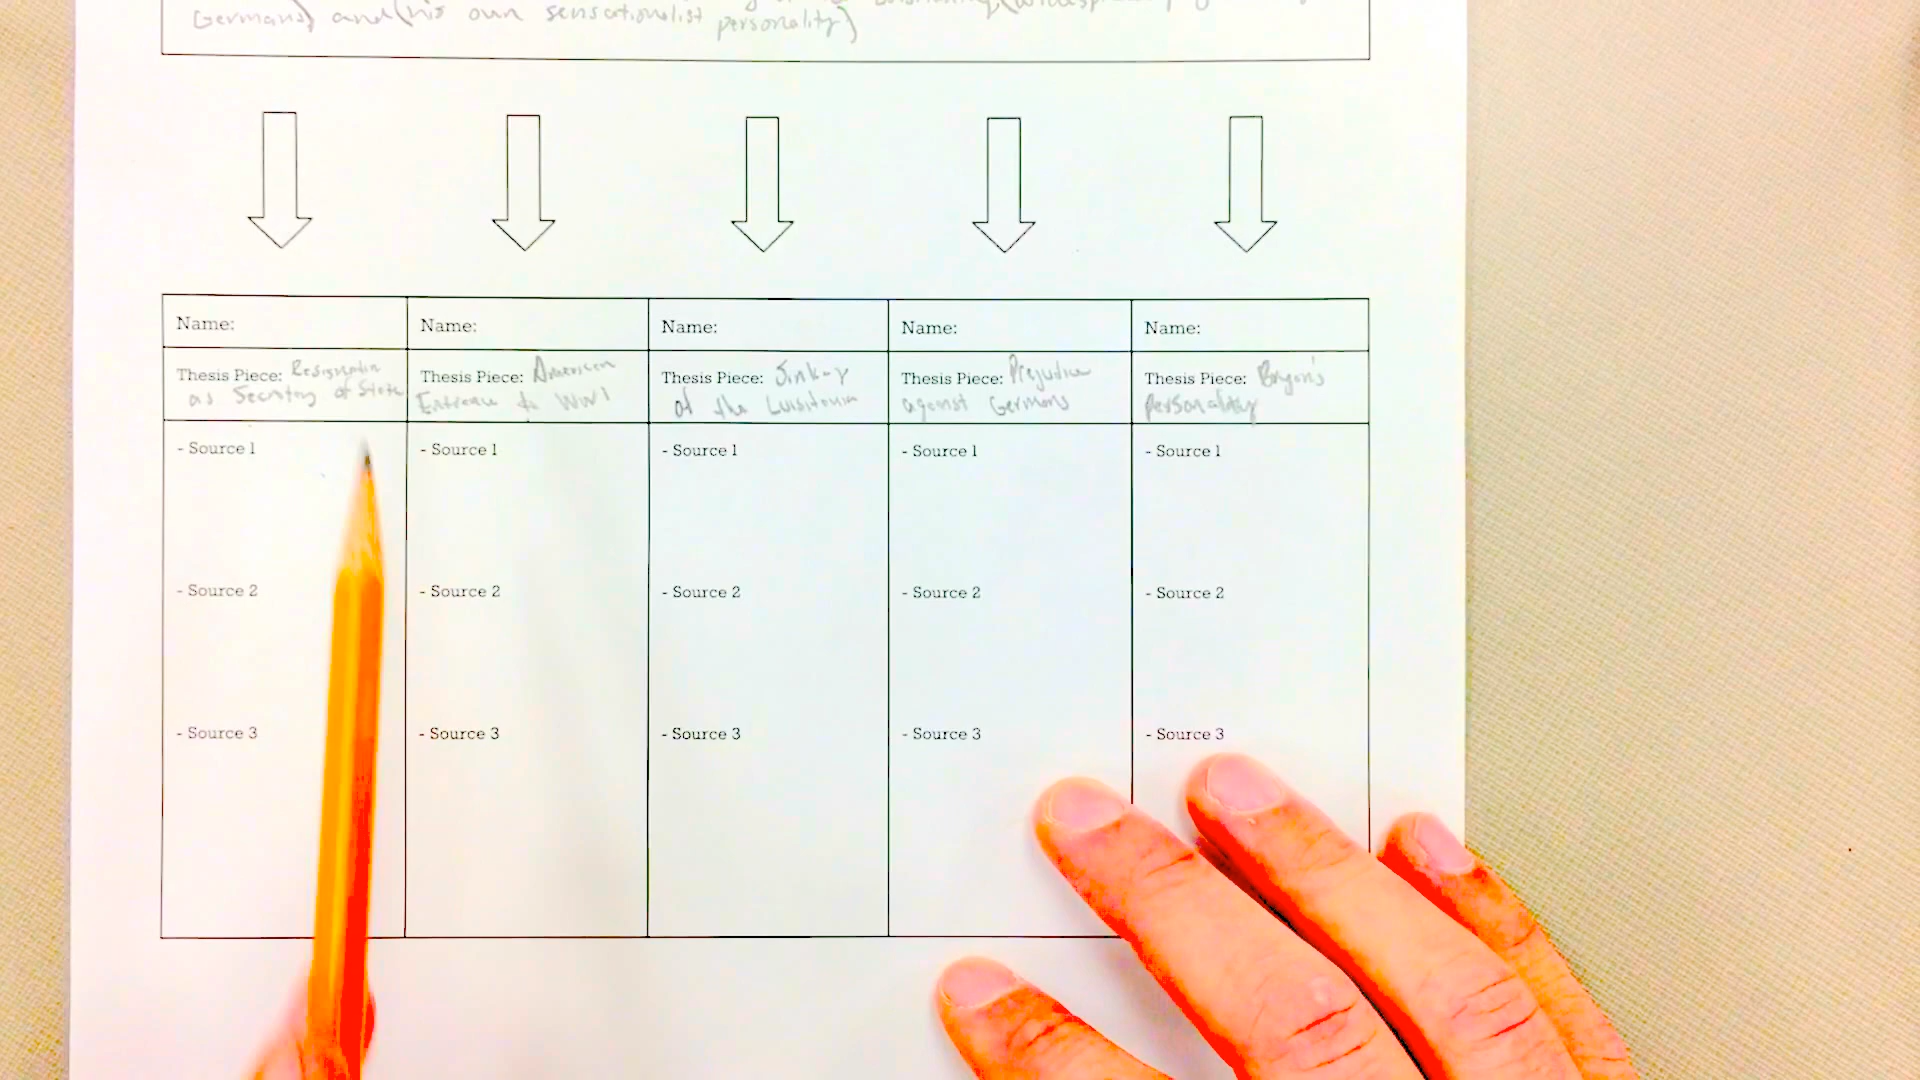 Germans) and (his own sensationalist personality)
Name: Name: Name: Name: Name:
Thesis Piece: Resignation Thesis Piece: American Thesis Piece: Sinking Thesis Piece: Prejudice Thesis Piece: Bryan's
as Secretary of State Entrance to WW1 of the Lusitania against Germans personality
- Source 1 - Source 1 - Source 1 - Source 1 - Source 1
- Source 2 - Source 2 - Source 2 - Source 2 - Source 2
- Source 3 - Source 3 - Source 3 - Source 3 - Source 3